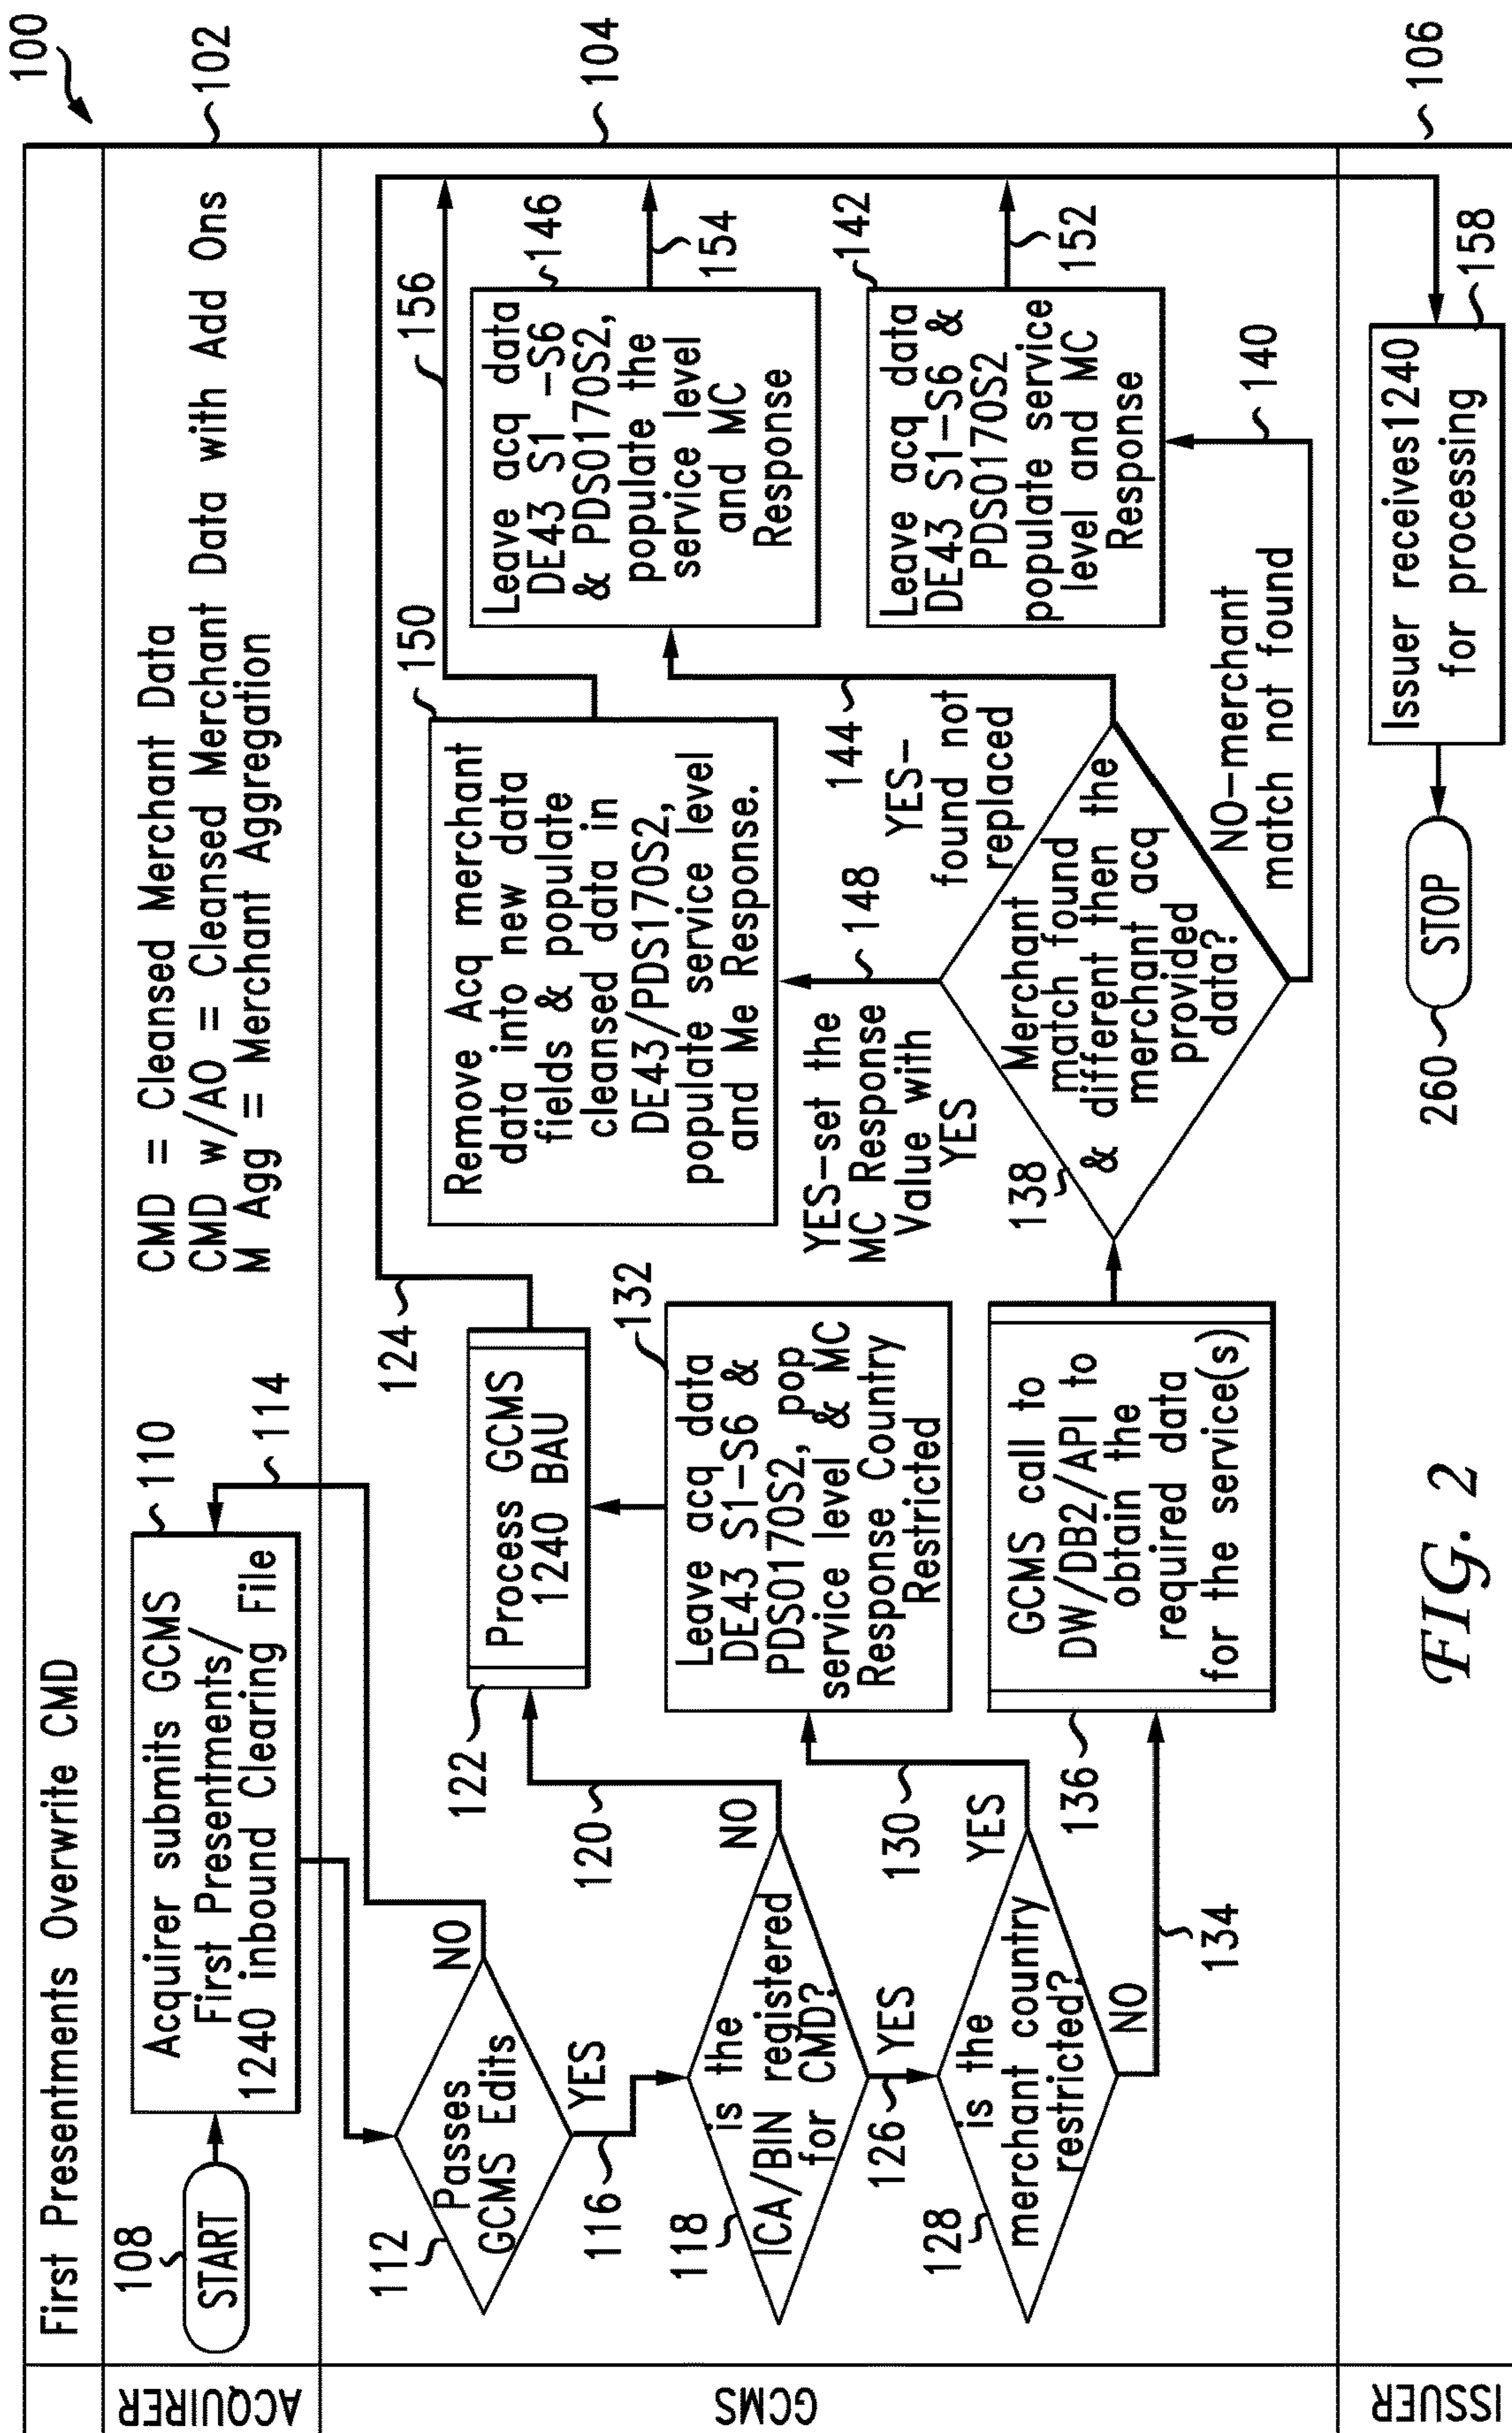 100
First Presentments Overwrite CMD
ACQUIRER
102
108
START
110
Acquirer submits GCMS
First Presentments/
1240 inbound Clearing File
114
CMD = Cleansed Merchant Data
CMD w/AO = Cleansed Merchant Data with Add Ons
M Agg = Merchant Aggregation
GCMS
104
112
Passes
GCMS Edits
NO
YES
116
118
is the
ICA/BIN registered
for CMD?
NO
120
YES
126
128
is the
merchant country
restricted?
YES
130
NO
134
122
Process GCMS
1240 BAU
124
132
Leave acq data
DE43 S1-S6 &
PDS0170S2, pop
service level & MC
Response Country
Restricted
136
GCMS call to
DW/DB2/API to
obtain the
required data
for the service(s)
138
Merchant
match found
& different then the
merchant acq
provided
data?
YES-set the
MC Response
Value with
YES
148
150
Remove Acq merchant
data into new data
fields & populate
cleansed data in
DE43/PDS170S2,
populate service level
and Me Response.
156
144
YES-
found not
replaced
146
Leave acq data
DE43 S1 -S6
& PDS0170S2,
populate the
service level
and MC
Response
154
NO-merchant
match not found
140
142
Leave acq data
DE43 S1-S6 &
PDS0170S2
populate service
level and MC
Response
152
ISSUER
106
158
Issuer receives1240
for processing
260
STOP
FIG. 2